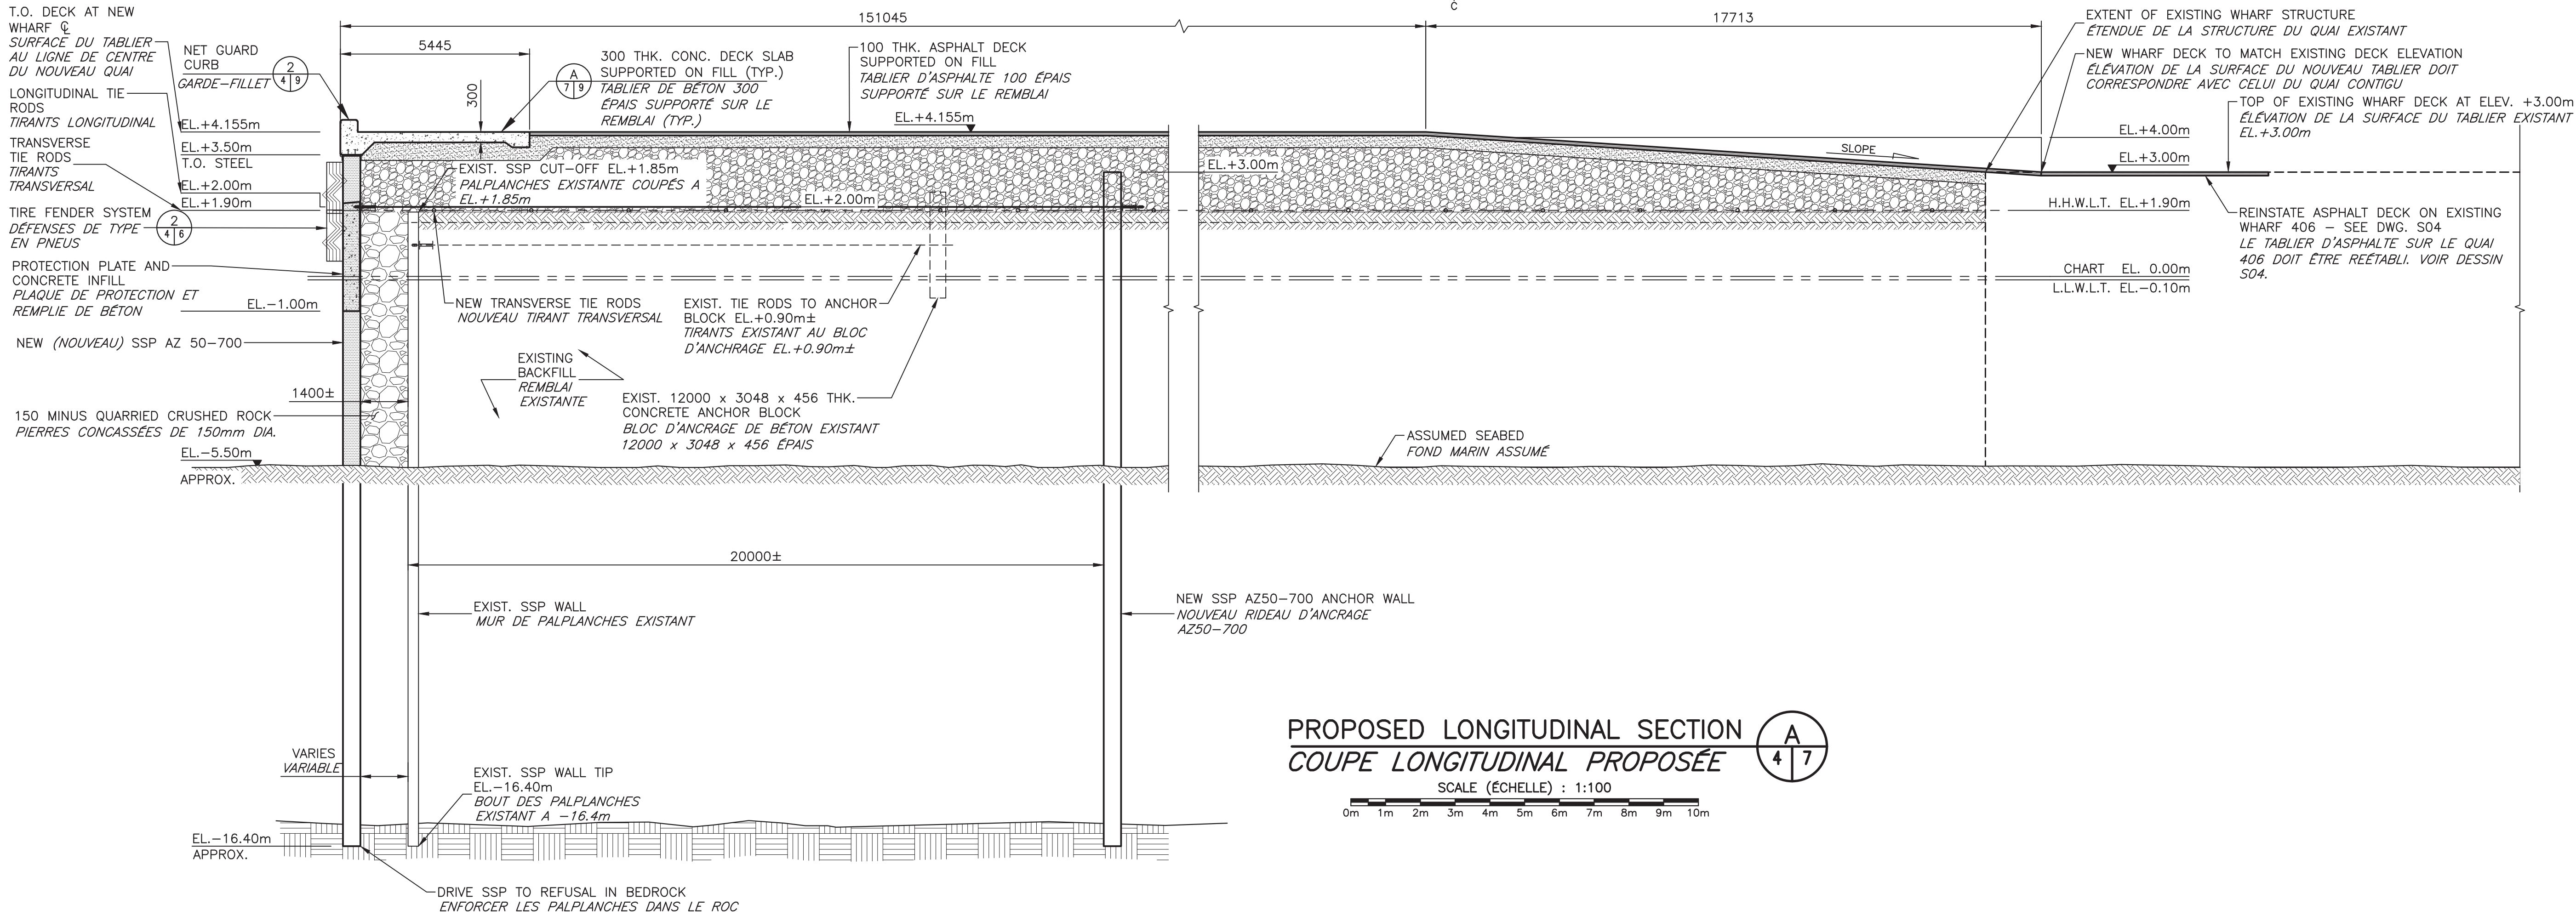 T.O. DECK AT NEW
WHARF ℄
SURFACE DU TABLIER
AU LIGNE DE CENTRE
DU NOUVEAU QUAI
LONGITUDINAL TIE
RODS
TIRANTS LONGITUDINAL
TRANSVERSE
TIE RODS
TIRANTS
TRANSVERSAL
TIRE FENDER SYSTEM
DÉFENSES DE TYPE
EN PNEUS
2
4 6
PROTECTION PLATE AND
CONCRETE INFILL
PLAQUE DE PROTECTION ET
REMPLIE DE BÉTON
NEW (NOUVEAU) SSP AZ 50-700
1400±
150 MINUS QUARRIED CRUSHED ROCK
PIERRES CONCASSÉES DE 150mm DIA.
EL.-5.50m
APPROX.
NET GUARD
CURB
GARDE-FILLET
2
4 9
EL.+4.155m
EL.+3.50m
T.O. STEEL
EL.+2.00m
EL.+1.90m
EL.-1.00m
151045
17713
Ċ
5445
300
A
7 9
300 THK. CONC. DECK SLAB
SUPPORTED ON FILL (TYP.)
TABLIER DE BÉTON 300
ÉPAIS SUPPORTÉ SUR LE
REMBLAI (TYP.)
100 THK. ASPHALT DECK
SUPPORTED ON FILL
TABLIER D'ASPHALTE 100 ÉPAIS
SUPPORTÉ SUR LE REMBLAI
EL.+4.155m
EXIST. SSP CUT-OFF EL.+1.85m
PALPLANCHES EXISTANTE COUPÉS A
EL.+1.85m
EL.+2.00m
EL.+3.00m
NEW TRANSVERSE TIE RODS
NOUVEAU TIRANT TRANSVERSAL
EXIST. TIE RODS TO ANCHOR
BLOCK EL.+0.90m±
TIRANTS EXISTANT AU BLOC
D'ANCHRAGE EL.+0.90m±
EXISTING
BACKFILL
REMBLAI
EXISTANTE
EXIST. 12000 x 3048 x 456 THK.
CONCRETE ANCHOR BLOCK
BLOC D'ANCRAGE DE BÉTON EXISTANT
12000 x 3048 x 456 ÉPAIS
EXTENT OF EXISTING WHARF STRUCTURE
ÉTENDUE DE LA STRUCTURE DU QUAI EXISTANT
NEW WHARF DECK TO MATCH EXISTING DECK ELEVATION
ÉLÉVATION DE LA SURFACE DU NOUVEAU TABLIER DOIT
CORRESPONDRE AVEC CELUI DU QUAI CONTIGU
TOP OF EXISTING WHARF DECK AT ELEV. +3.00m
ÉLÉVATION DE LA SURFACE DU TABLIER EXISTANT
EL.+3.00m
SLOPE
EL.+4.00m
EL.+3.00m
H.H.W.L.T. EL.+1.90m
REINSTATE ASPHALT DECK ON EXISTING
WHARF 406 - SEE DWG. S04
LE TABLIER D'ASPHALTE SUR LE QUAI
406 DOIT ÊTRE REÉTABLI. VOIR DESSIN
S04.
CHART EL. 0.00m
L.L.W.L.T. EL.-0.10m
ASSUMED SEABED
FOND MARIN ASSUMÉ
20000±
EXIST. SSP WALL
MUR DE PALPLANCHES EXISTANT
NEW SSP AZ50-700 ANCHOR WALL
NOUVEAU RIDEAU D'ANCRAGE
AZ50-700
VARIES
VARIABLE
EXIST. SSP WALL TIP
EL.-16.40m
BOUT DES PALPLANCHES
EXISTANT A -16.4m
EL.-16.40m
APPROX.
DRIVE SSP TO REFUSAL IN BEDROCK
ENFORCER LES PALPLANCHES DANS LE ROC
PROPOSED LONGITUDINAL SECTION
COUPE LONGITUDINAL PROPOSÉE
A
4 7
SCALE (ÉCHELLE) : 1:100
0m 1m 2m 3m 4m 5m 6m 7m 8m 9m 10m